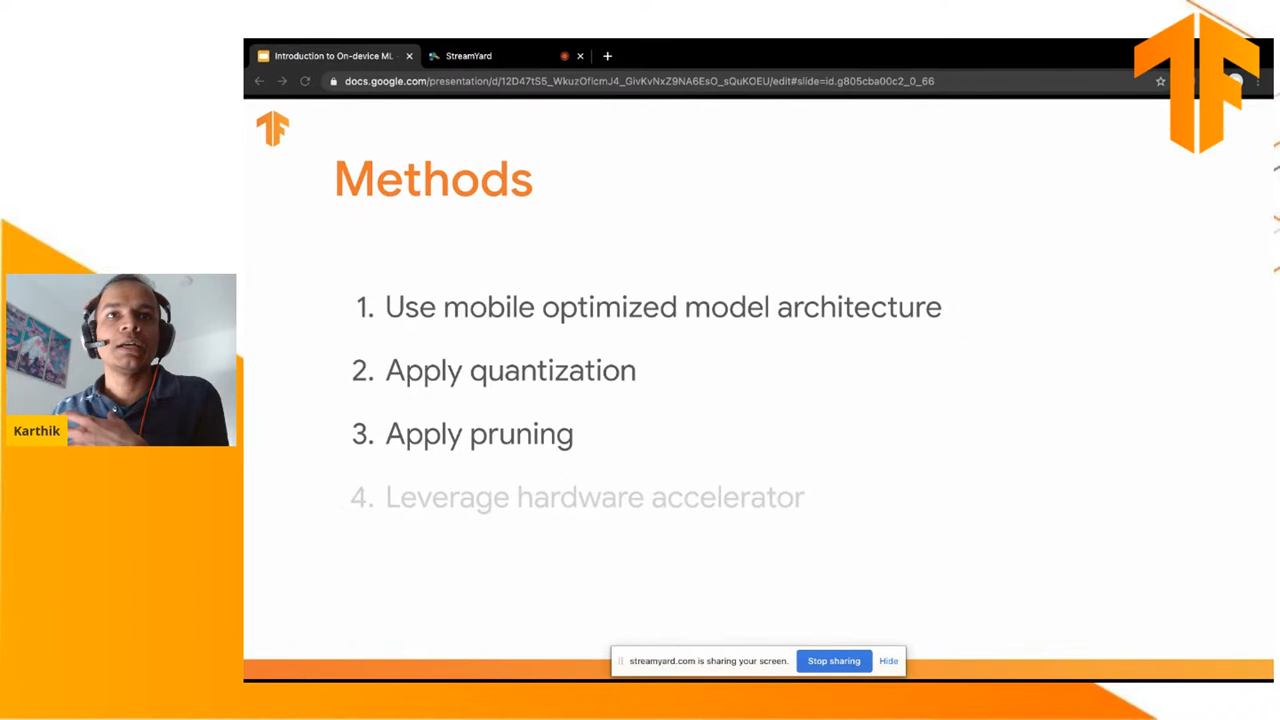 Introduction to On-device ML
StreamYard
docs.google.com/presentation/d/12D47tS5_WkuzOficmJ4_GivKvNxZ9NA6EsO_sQuKOEU/edit#slide=id.g805cba00c2_0_66
Methods
1. Use mobile optimized model architecture
2. Apply quantization
3. Apply pruning
4. Leverage hardware accelerator
Karthik
streamyard.com is sharing your screen.
Stop sharing
Hide